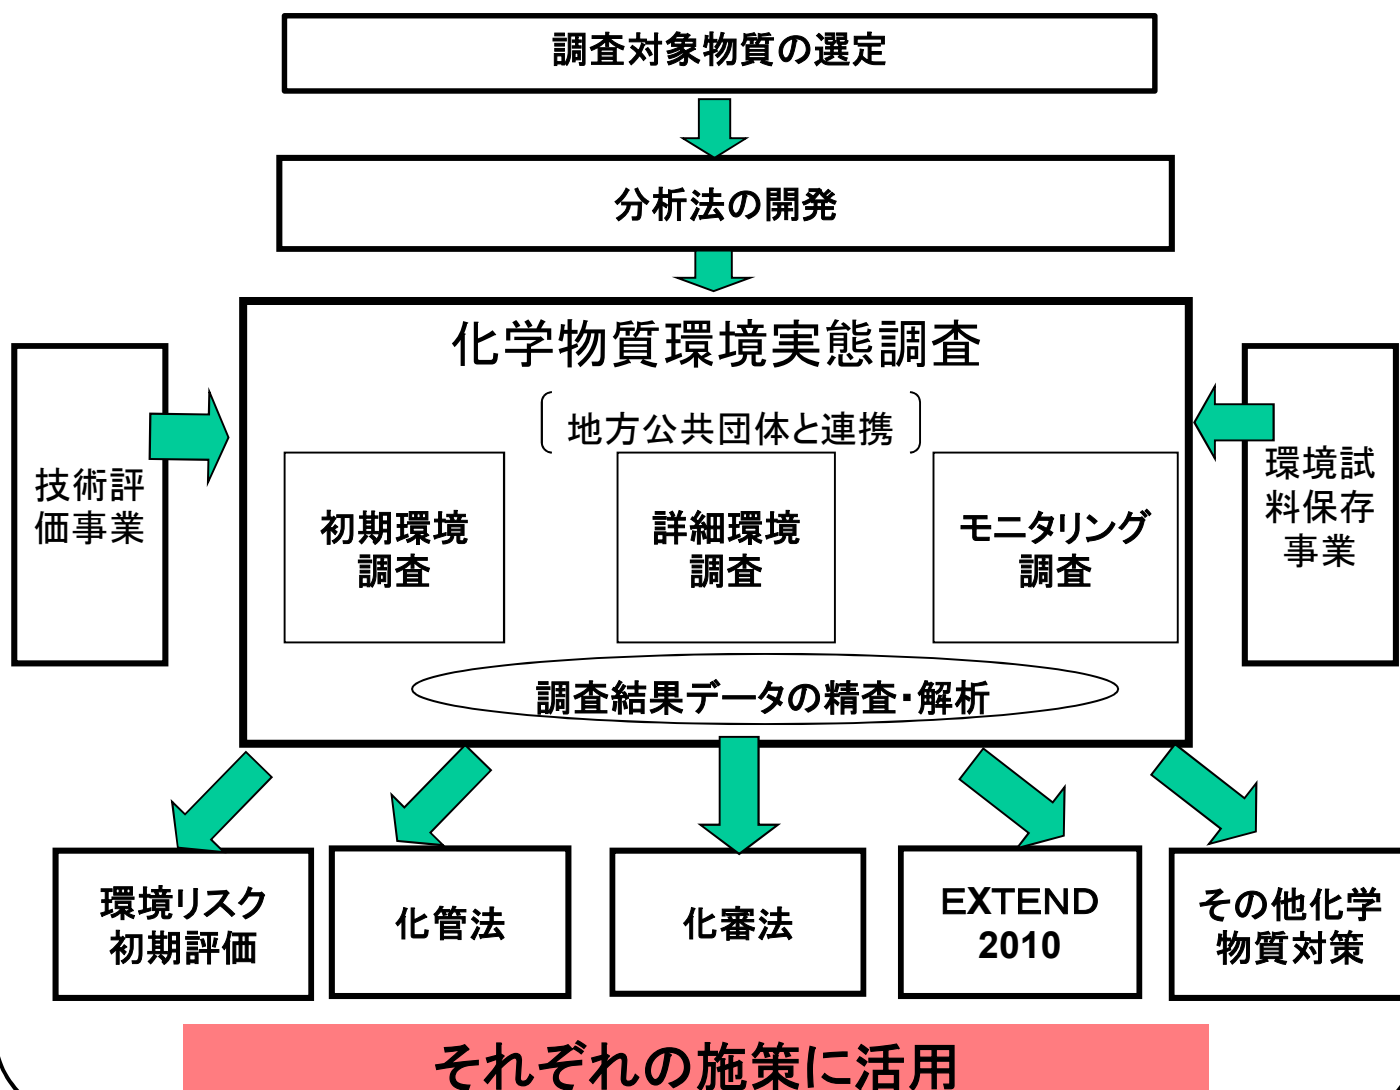 調査対象物質の選定
分析法の開発
化学物質環境実態調査
地方公共団体と連携
技術評
価事業
初期環境
調査
詳細環境
調査
モニタリング
調査
環境試
料保存
事業
調査結果データの精査・解析
環境リスク
初期評価
化管法
化審法
EXTEND
2010
その他化学
物質対策
それぞれの施策に活用